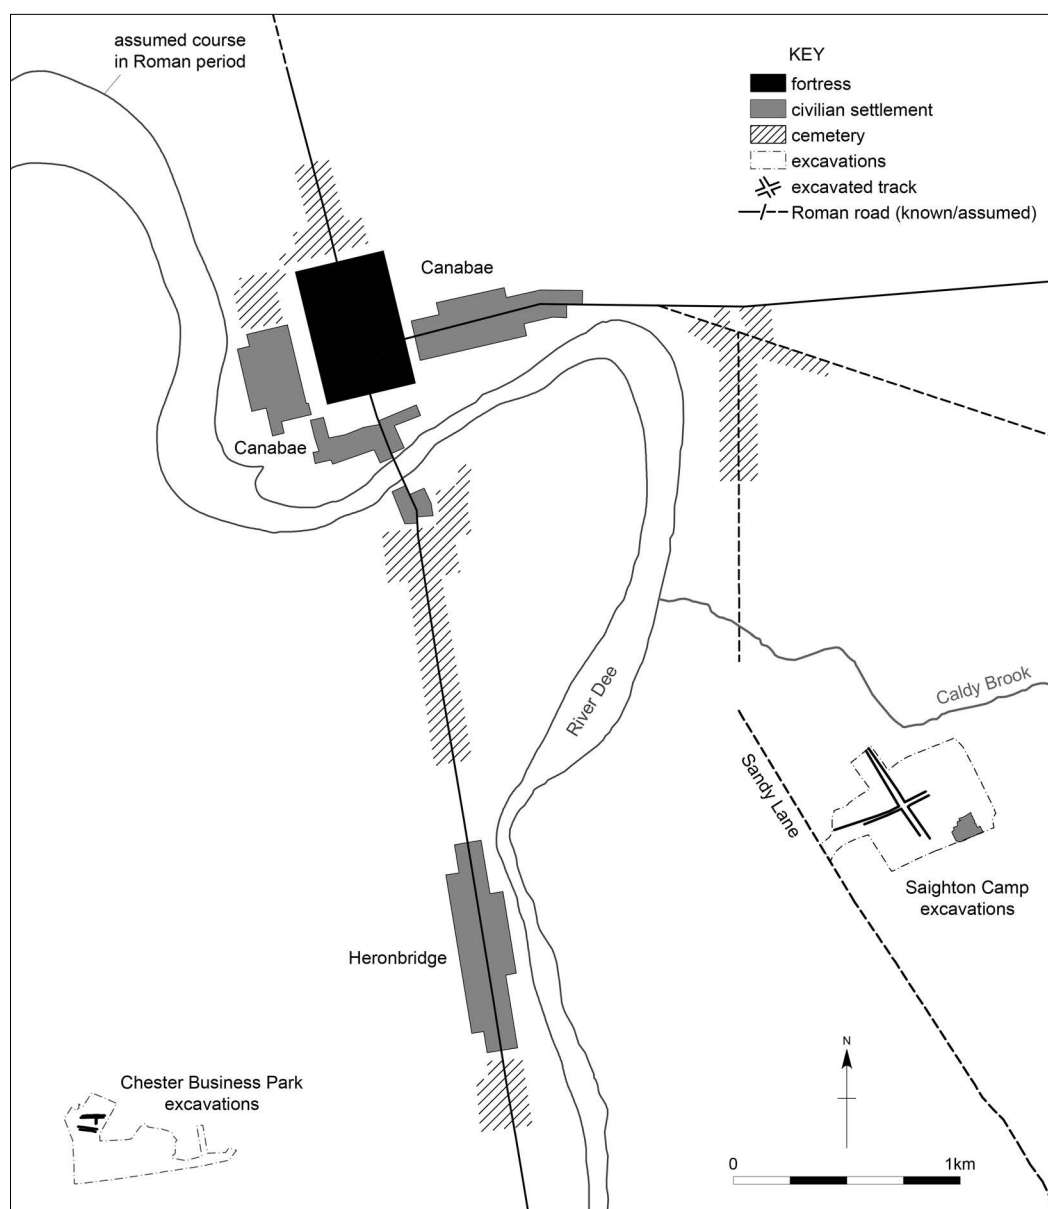 assumed course
in Roman period
KEY
fortress
civilian settlement
cemetery
excavations
excavated track
Roman road (known/assumed)
Canabae
Canabae
River Dee
Caldy Brook
Sandy Lane
Saighton Camp
excavations
Heronbridge
Chester Business Park
excavations
N
0 1km